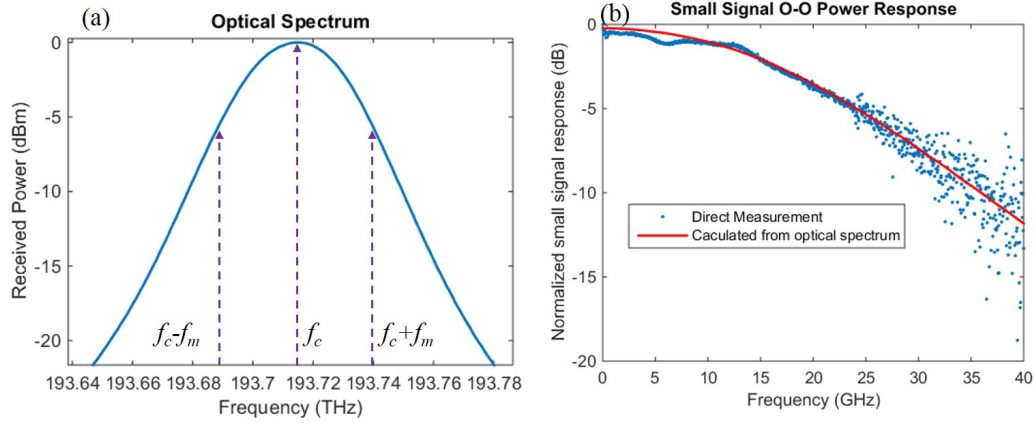 (a)
Optical Spectrum
Received Power (dBm)
0
-5
-10
-15
-20
fc-fm
fc
fc+fm
193.64 193.66 193.68 193.7 193.72 193.74 193.76 193.78
Frequency (THz)
(b)
Small Signal O-O Power Response
Normalized small signal response (dB)
0
-5
-10
-15
-20
Direct Measurement
Caculated from optical spectrum
0 5 10 15 20 25 30 35 40
Frequency (GHz)